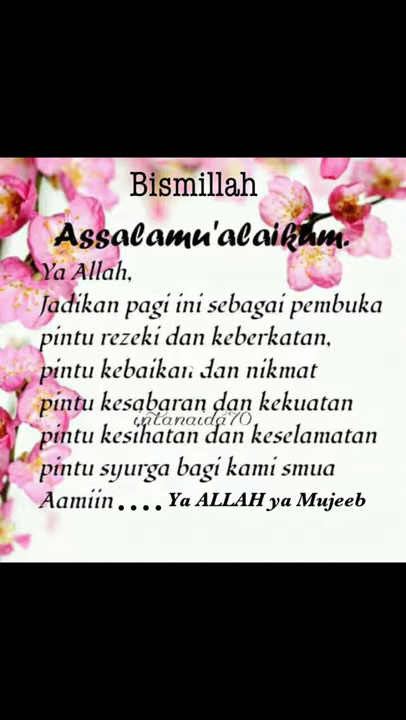 Bismillah
Assalamu'alaikum.
Ya Allah,
Jadikan pagi ini sebagai pembuka
pintu rezeki dan keberkatan,
pintu kebaikan dan nikmat
pintu kesabaran dan kekuatan
intanaida70
pintu kesihatan dan keselamatan
pintu syurga bagi kami smua
Aamiin.... Ya ALLAH ya Mujeeb